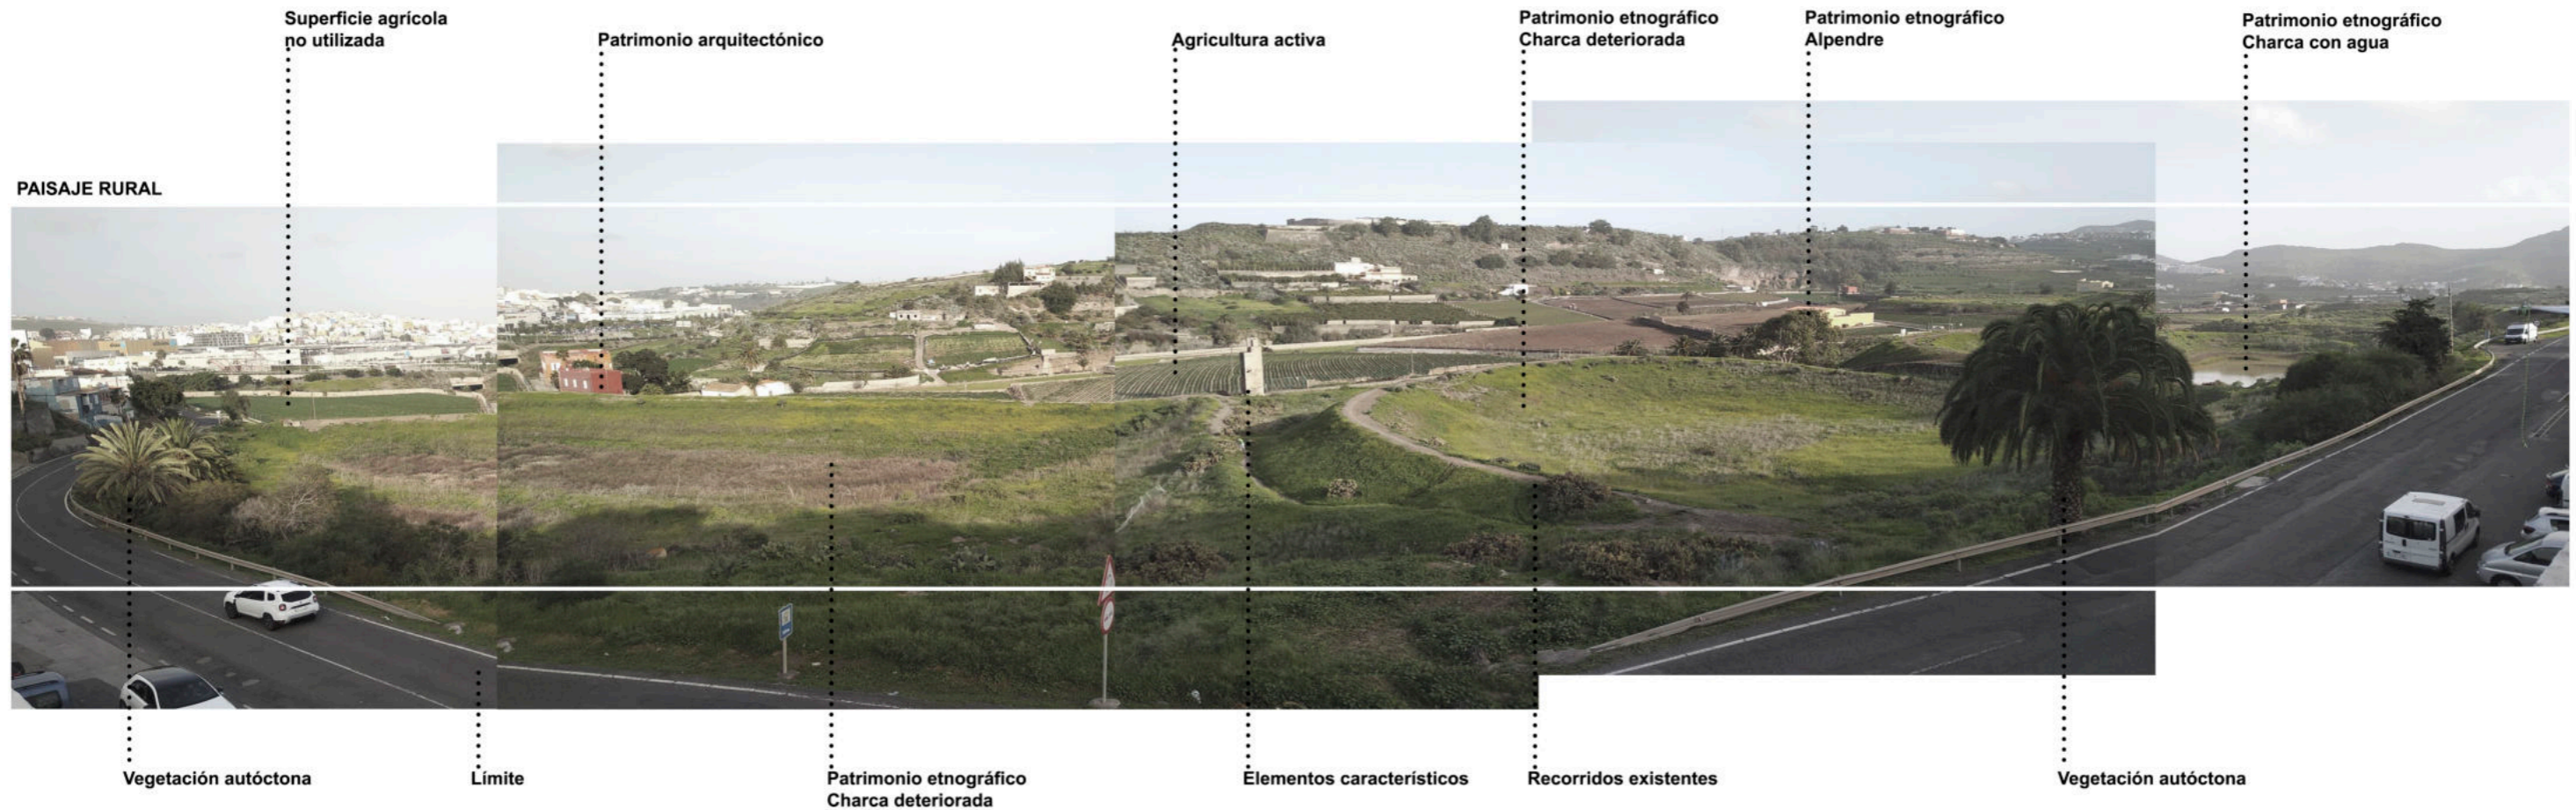 Superficie agrícola
no utilizada
Patrimonio arquitectónico
Agricultura activa
Patrimonio etnográfico
Charca deteriorada
Patrimonio etnográfico
Alpendre
Patrimonio etnográfico
Charca con agua
PAISAJE RURAL
Vegetación autóctona
Límite
Patrimonio etnográfico
Charca deteriorada
Elementos característicos
Recorridos existentes
Vegetación autóctona